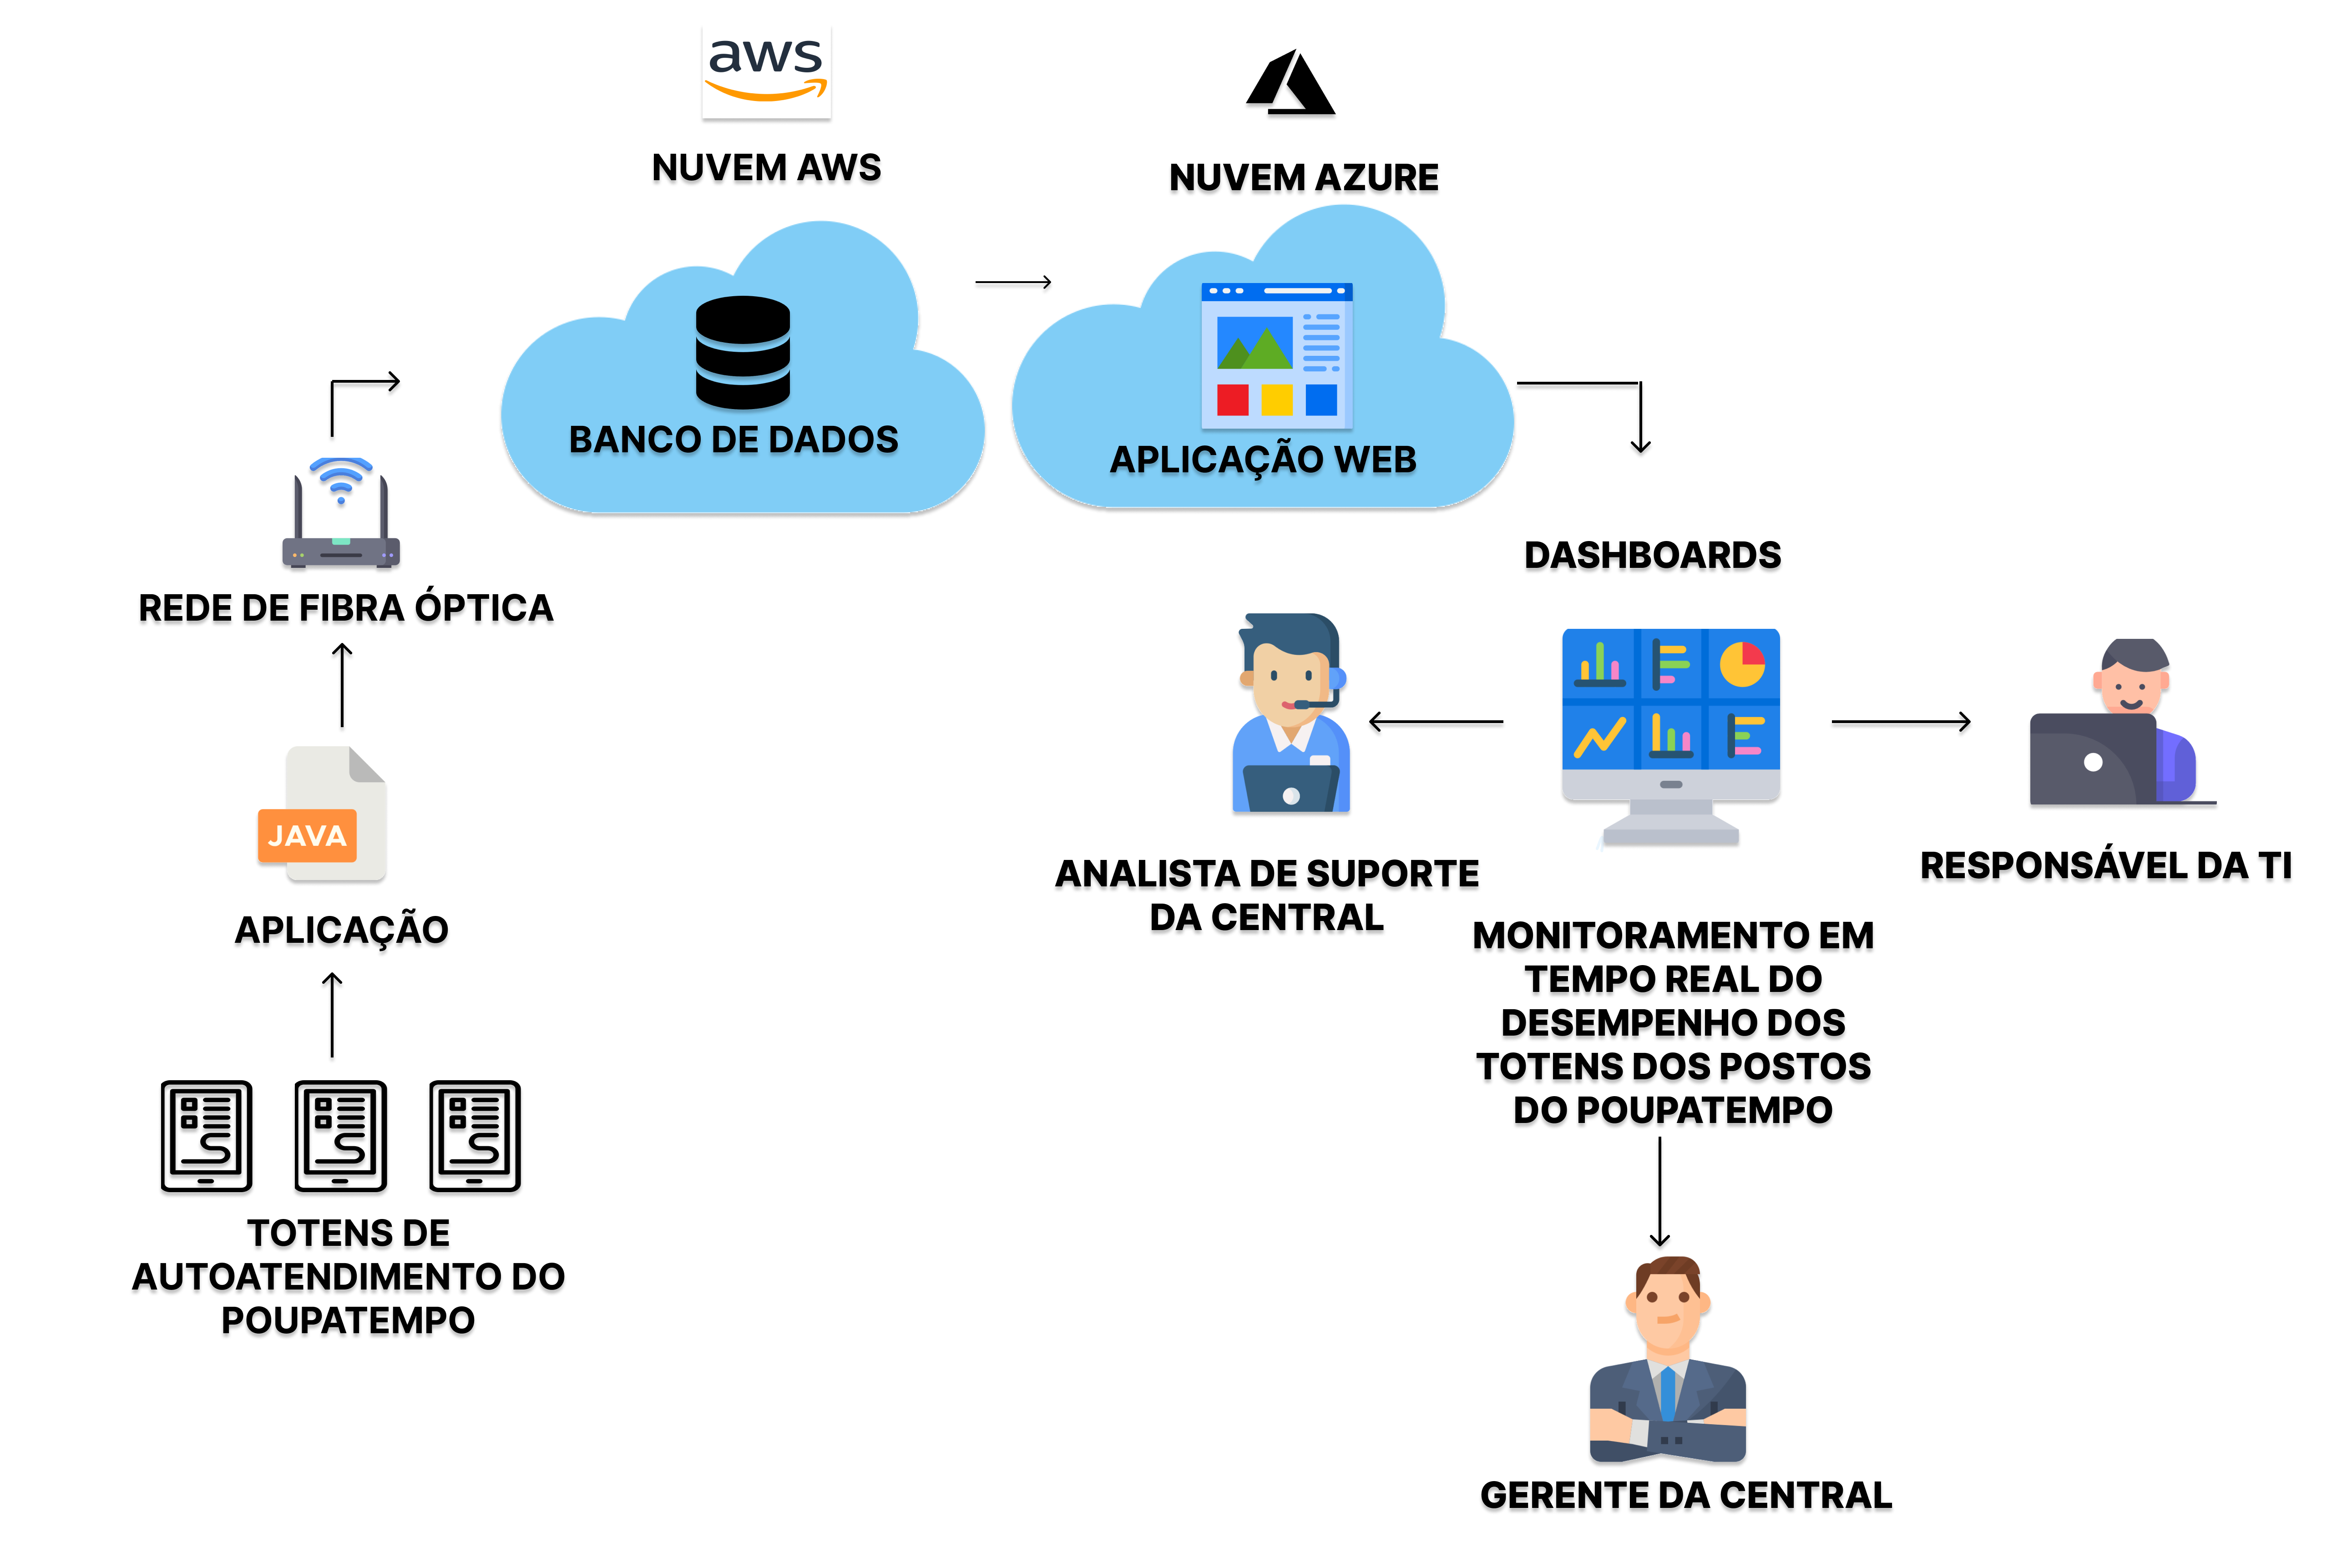 aws
NUVEM AWS
NUVEM AZURE
BANCO DE DADOS
APLICAÇÃO WEB
REDE DE FIBRA ÓPTICA
DASHBOARDS
JAVA
APLICAÇÃO
ANALISTA DE SUPORTE
DA CENTRAL
RESPONSÁVEL DA TI
MONITORAMENTO EM
TEMPO REAL DO
DESEMPENHO DOS
TOTENS DOS POSTOS
DO POUPATEMPO
TOTENS DE
AUTOATENDIMENTO DO
POUPATEMPO
GERENTE DA CENTRAL